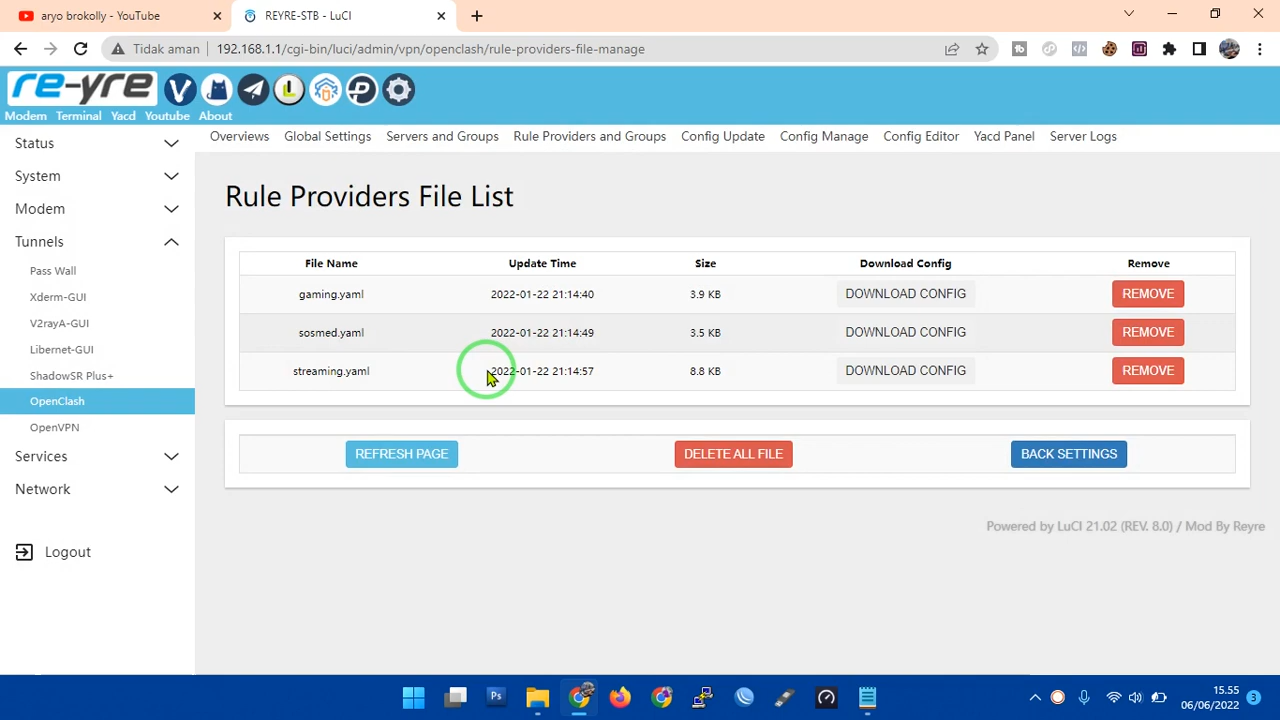 aryo brokolly - YouTube
REYRE-STB - LuCI
Tidak aman
192.168.1.1/cgi-bin/luci/admin/vpn/openclash/rule-providers-file-manage
re-yre
Modem Terminal Yacd Youtube About
Overviews Global Settings Servers and Groups Rule Providers and Groups Config Update Config Manage Config Editor Yacd Panel Server Logs
Status
System
Modem
Tunnels
Pass Wall
Xderm-GUI
V2rayA-GUI
Libernet-GUI
ShadowSR Plus+
OpenClash
OpenVPN
Services
Network
Logout
Rule Providers File List
File Name Update Time Size Download Config Remove
gaming.yaml 2022-01-22 21:14:40 3.9 KB DOWNLOAD CONFIG REMOVE
sosmed.yaml 2022-01-22 21:14:49 3.5 KB DOWNLOAD CONFIG REMOVE
streaming.yaml 2022-01-22 21:14:57 8.8 KB DOWNLOAD CONFIG REMOVE
REFRESH PAGE DELETE ALL FILE BACK SETTINGS
Powered by LuCI 21.02 (REV. 8.0) / Mod By Reyre
Ps
15.55
06/06/2022
3